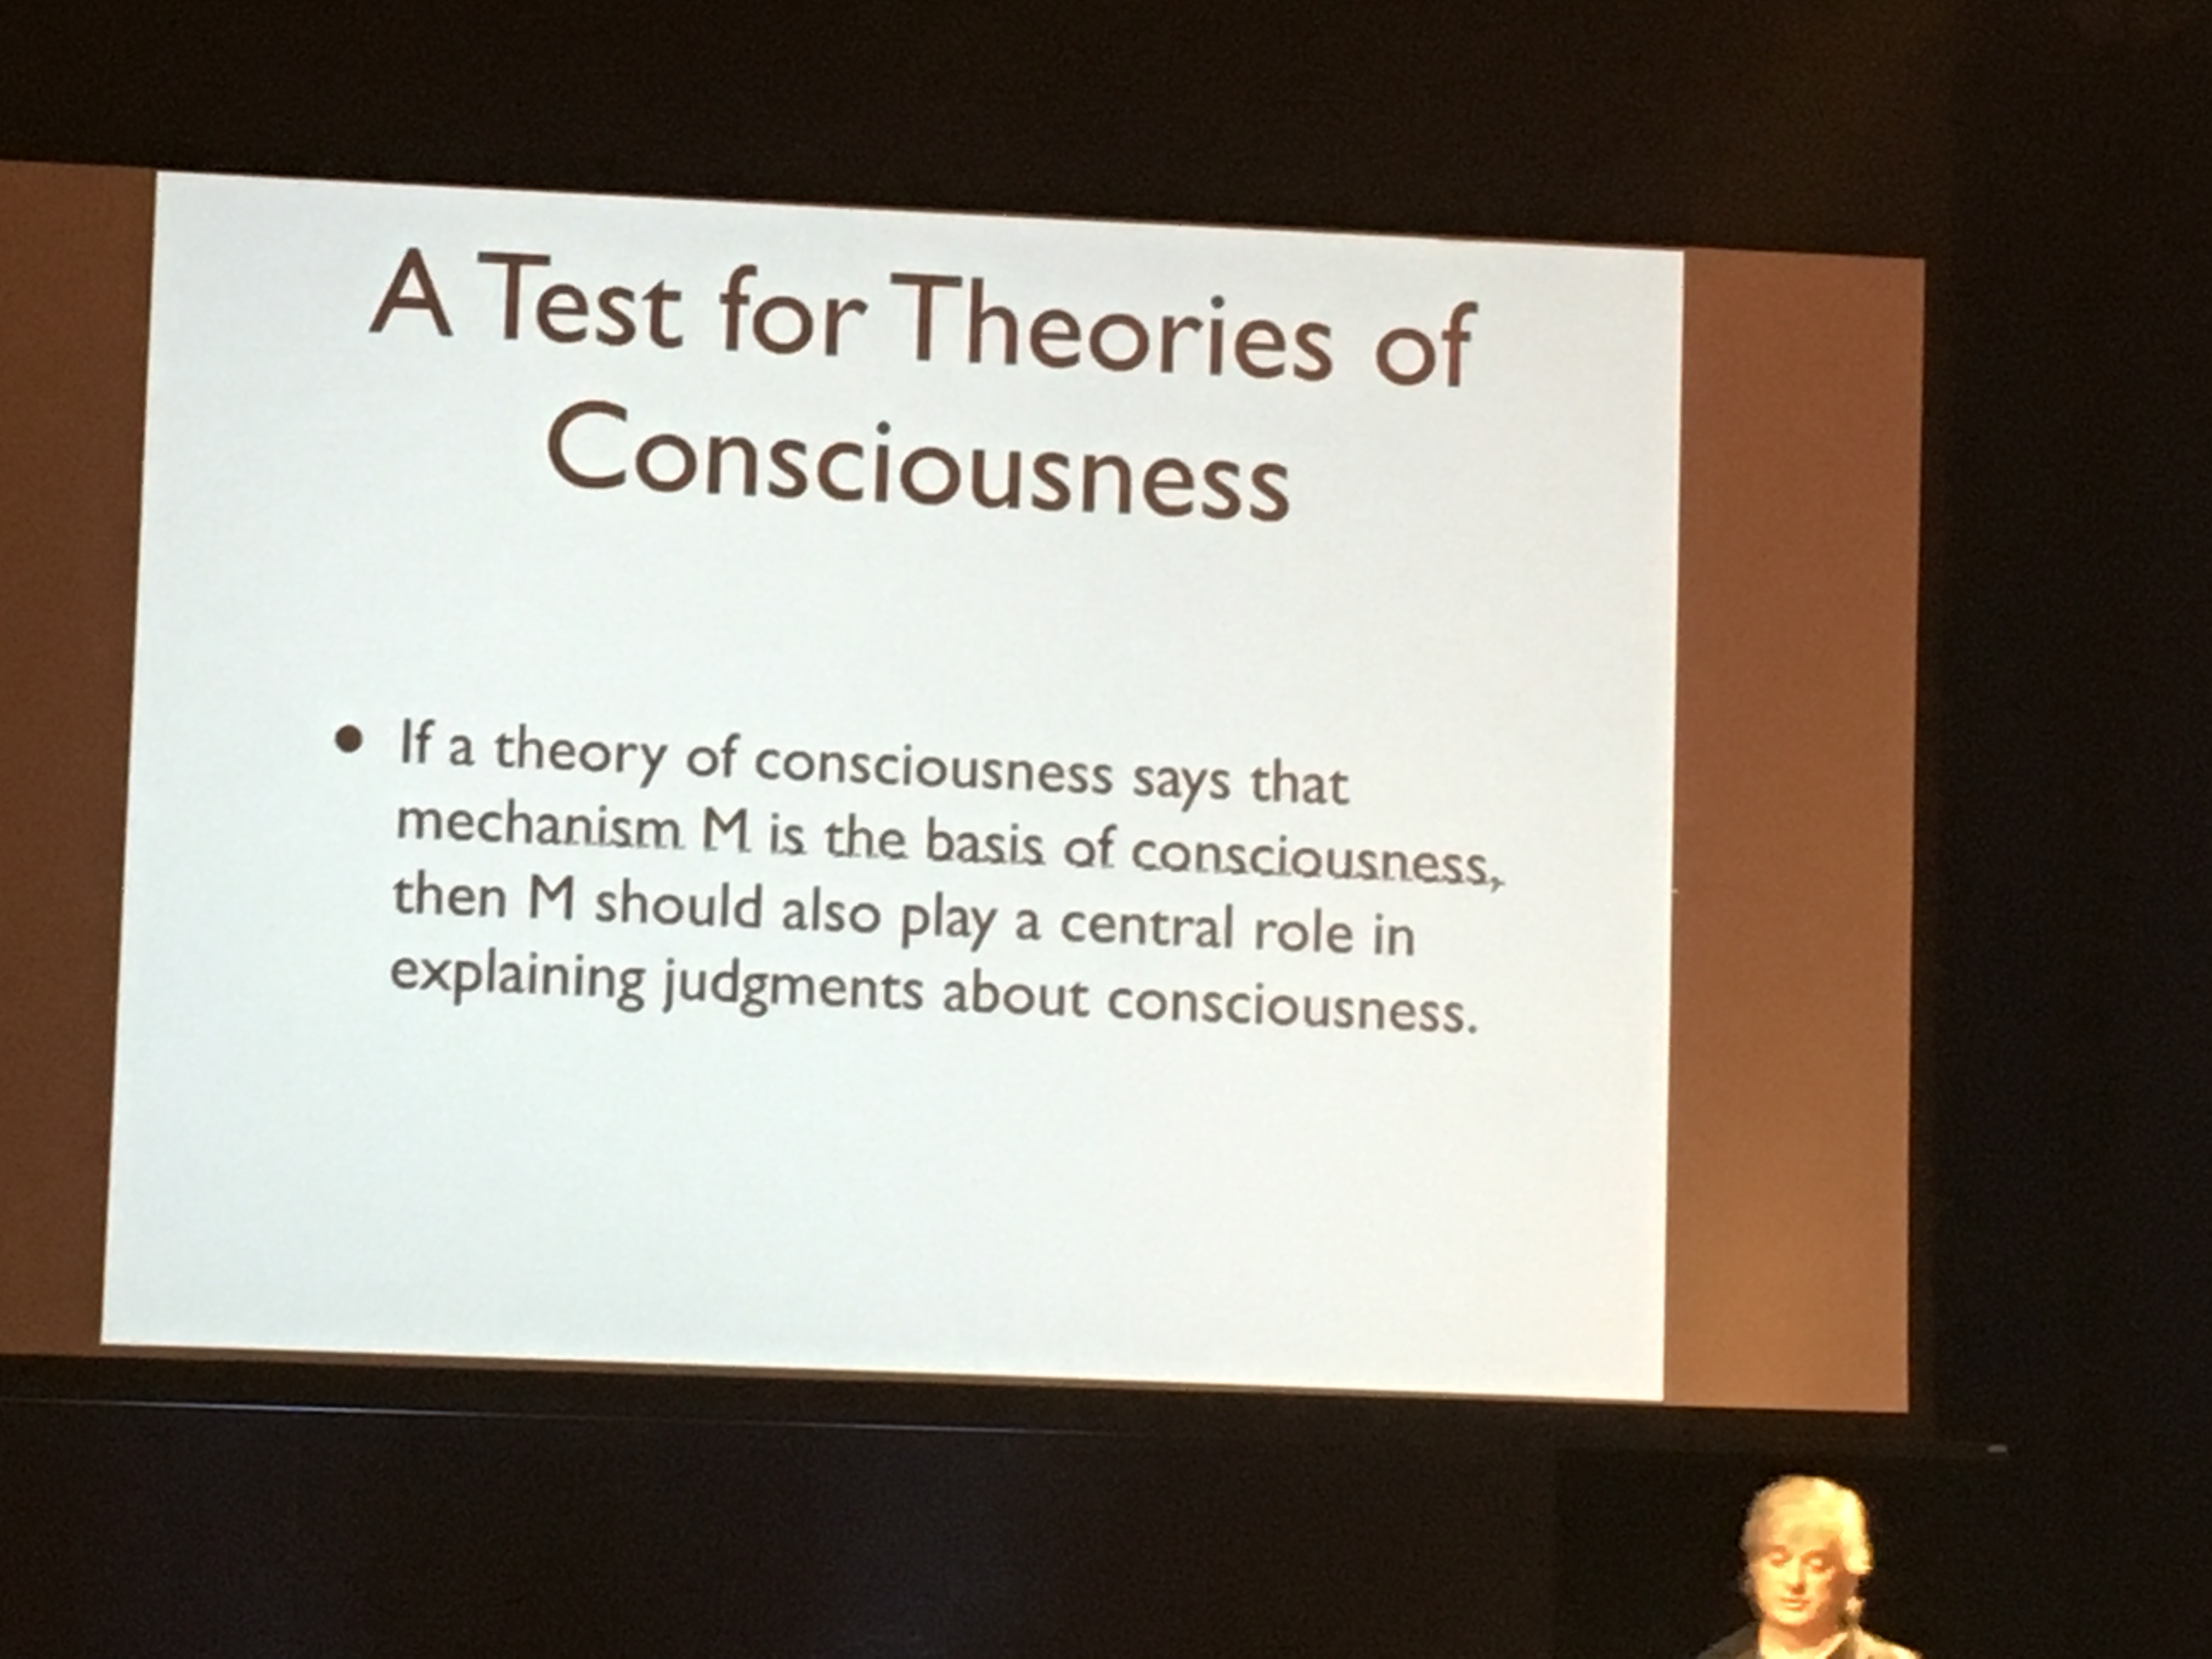 A Test for Theories of
Consciousness
• If a theory of consciousness says that
mechanism M is the basis of consciousness,
then M should also play a central role in
explaining judgments about consciousness.